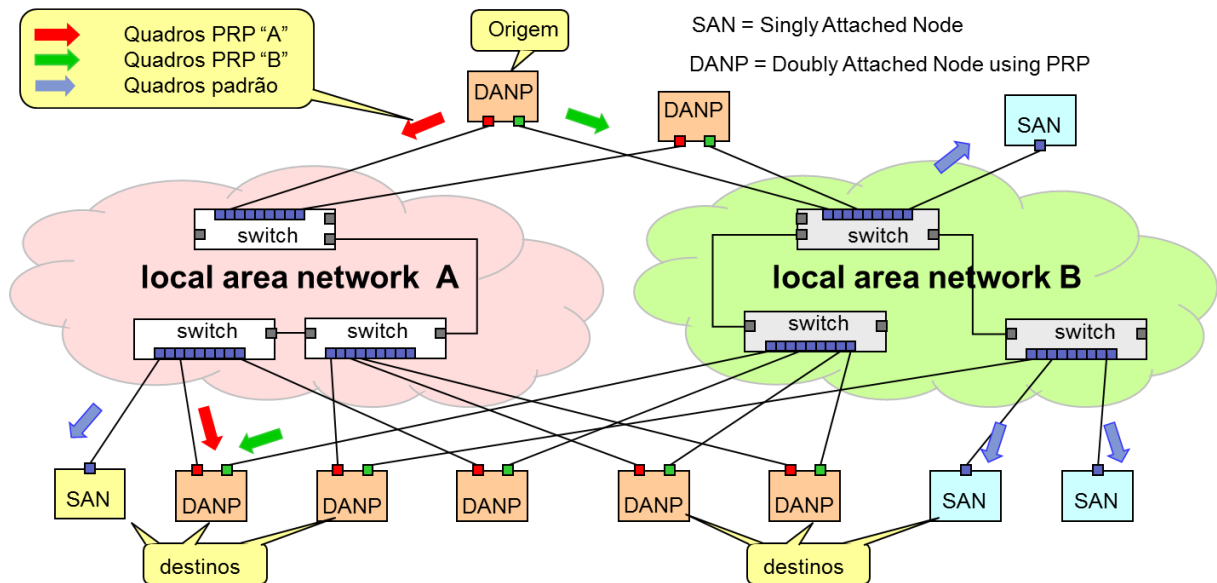 Quadros PRP “A”
Quadros PRP “B”
Quadros padrão
Origem
SAN = Singly Attached Node
DANP = Doubly Attached Node using PRP
DANP
DANP
SAN
switch
switch
local area network A
local area network B
switch
switch
switch
switch
SAN
DANP
DANP
DANP
DANP
DANP
SAN
SAN
destinos
destinos